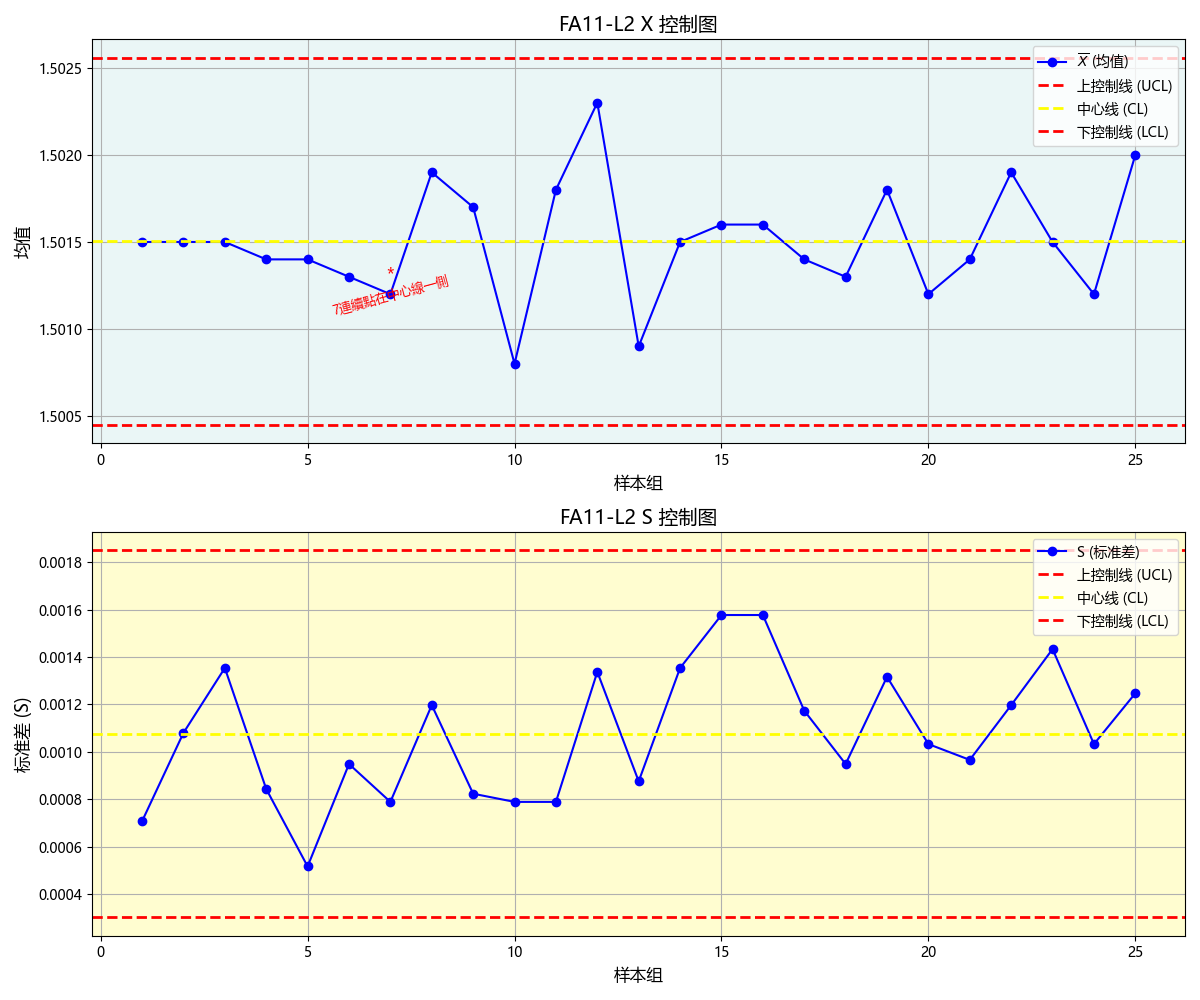 FA11-L2 X 控制图
X (均值)
上控制线 (UCL)
中心线 (CL)
下控制线 (LCL)
均值
1.5025
1.5020
1.5015
1.5010
1.5005
*
7連續點在中心線一側
0 5 10 15 20 25
样本组
FA11-L2 S 控制图
S (标准差)
上控制线 (UCL)
中心线 (CL)
下控制线 (LCL)
标准差 (S)
0.0018
0.0016
0.0014
0.0012
0.0010
0.0008
0.0006
0.0004
0 5 10 15 20 25
样本组